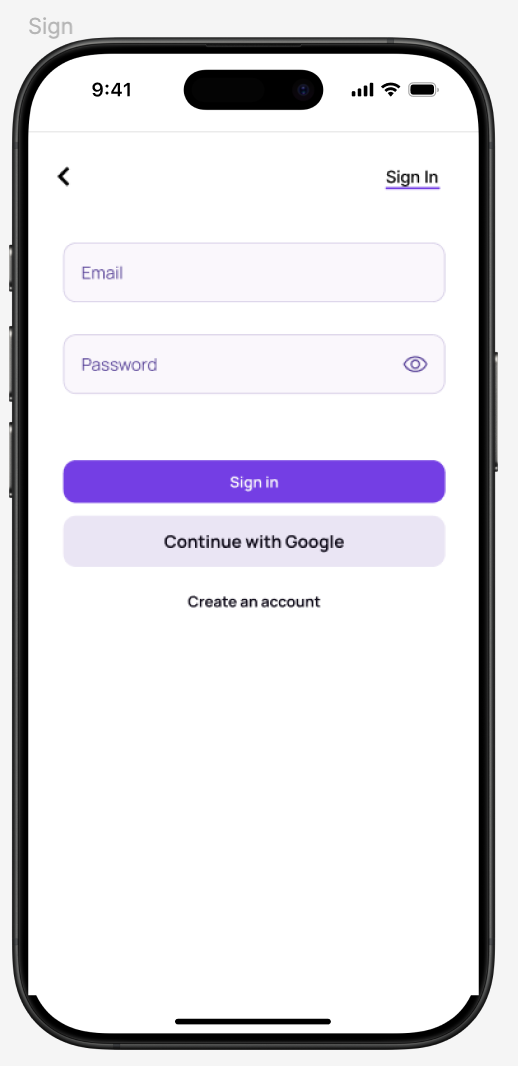 Sign
9:41
Sign In
Email
Password
Sign in
Continue with Google
Create an account